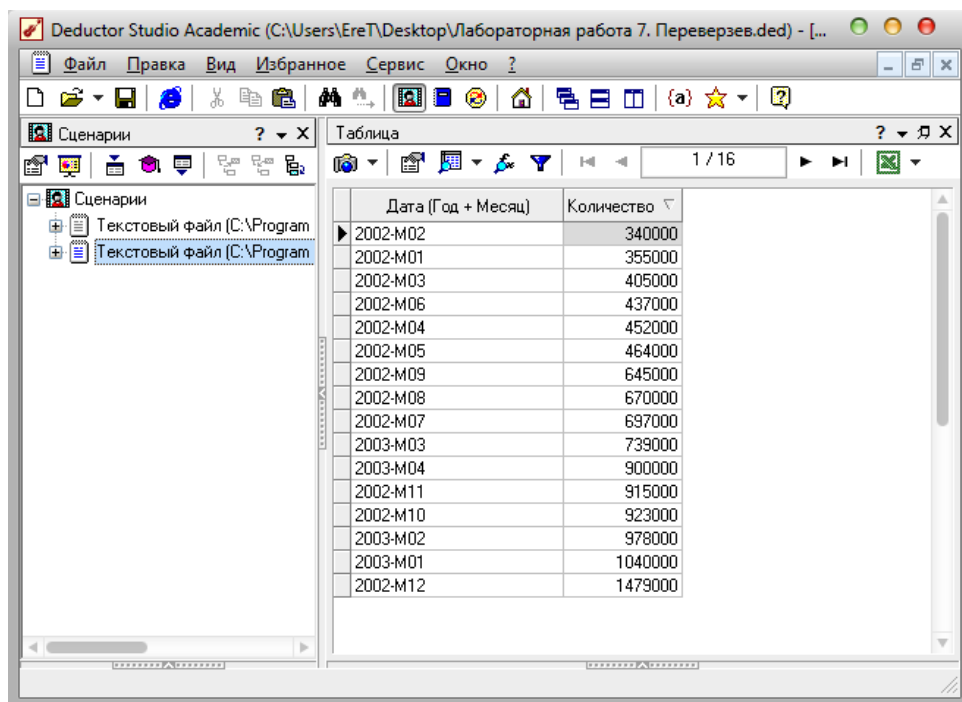 Deductor Studio Academic (C:\Users\EreT\Desktop\Лабораторная работа 7. Переверзев.ded) - [...
Файл Правка Вид Избранное Сервис Окно ?
{a}
Сценарии ?
Таблица ?
1 / 16
Сценарии
Текстовый файл (C:\Program
Текстовый файл (C:\Program
Дата (Год + Месяц) Количество
2002-M02 340000
2002-M01 355000
2002-M03 405000
2002-M06 437000
2002-M04 452000
2002-M05 464000
2002-M09 645000
2002-M08 670000
2002-M07 697000
2003-M03 739000
2003-M04 900000
2002-M11 915000
2002-M10 923000
2003-M02 978000
2003-M01 1040000
2002-M12 1479000